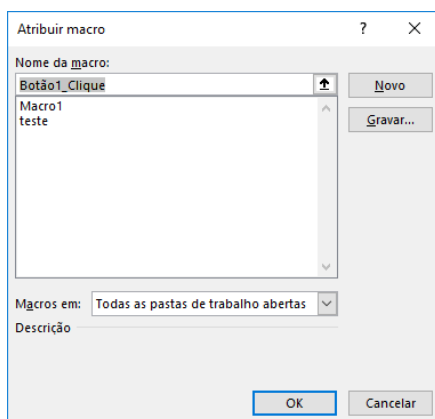 Atribuir macro ? X
Nome da macro:
Botão1_Clique
Novo
Macro1
teste
Gravar...
Macros em: Todas as pastas de trabalho abertas
Descrição
OK Cancelar